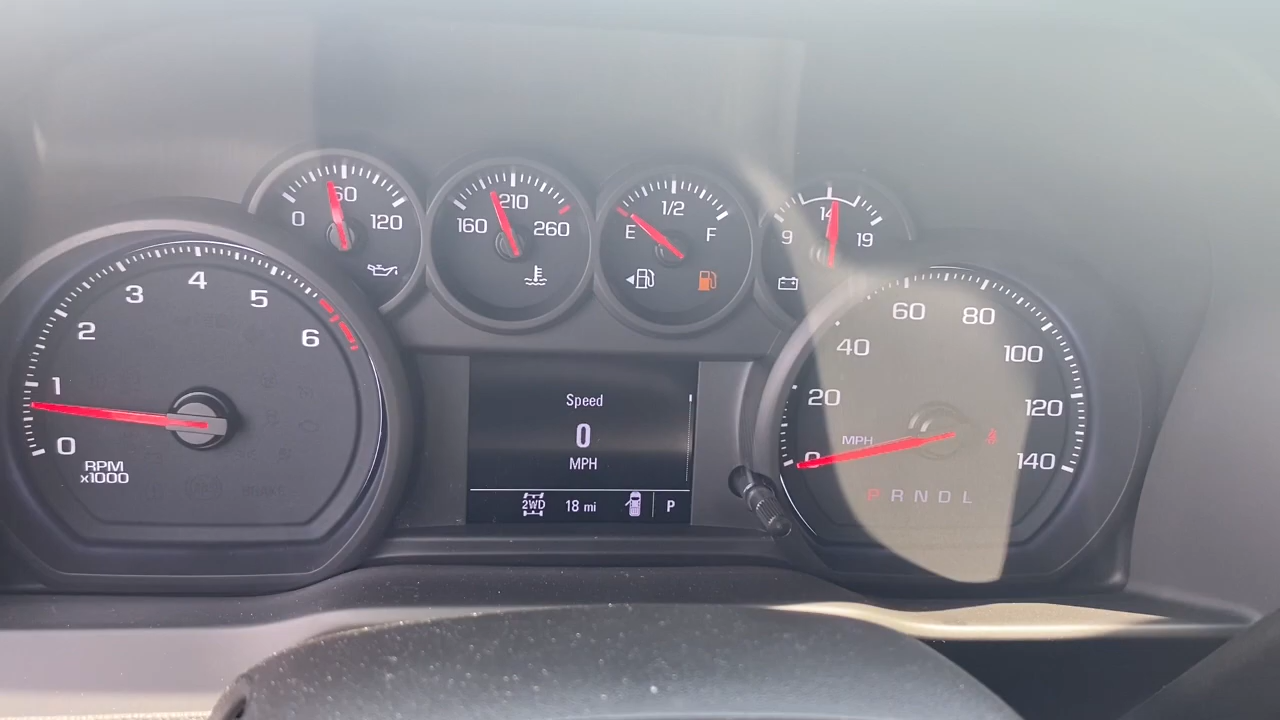 0 60 120
160 210 260
E 1/2 F
9 14 19
0 1 2 3 4 5 6
RPM
x1000
Speed
0
MPH
2WD 18 mi P
0 20 40 60 80 100 120 140
MPH
P R N D L
BRAKE